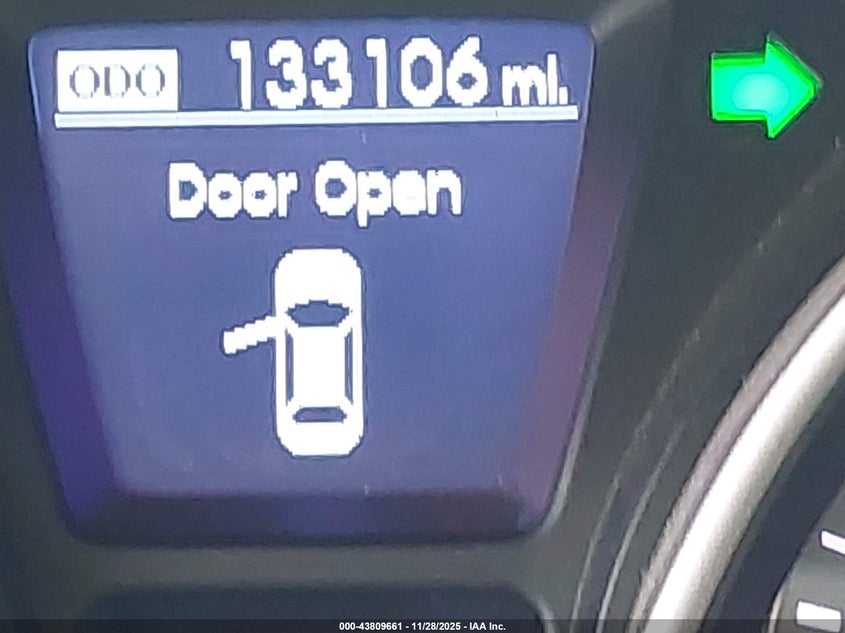 ODO 133106 mi.
Door Open
000-43809661 - 11/28/2025 - IAA Inc.